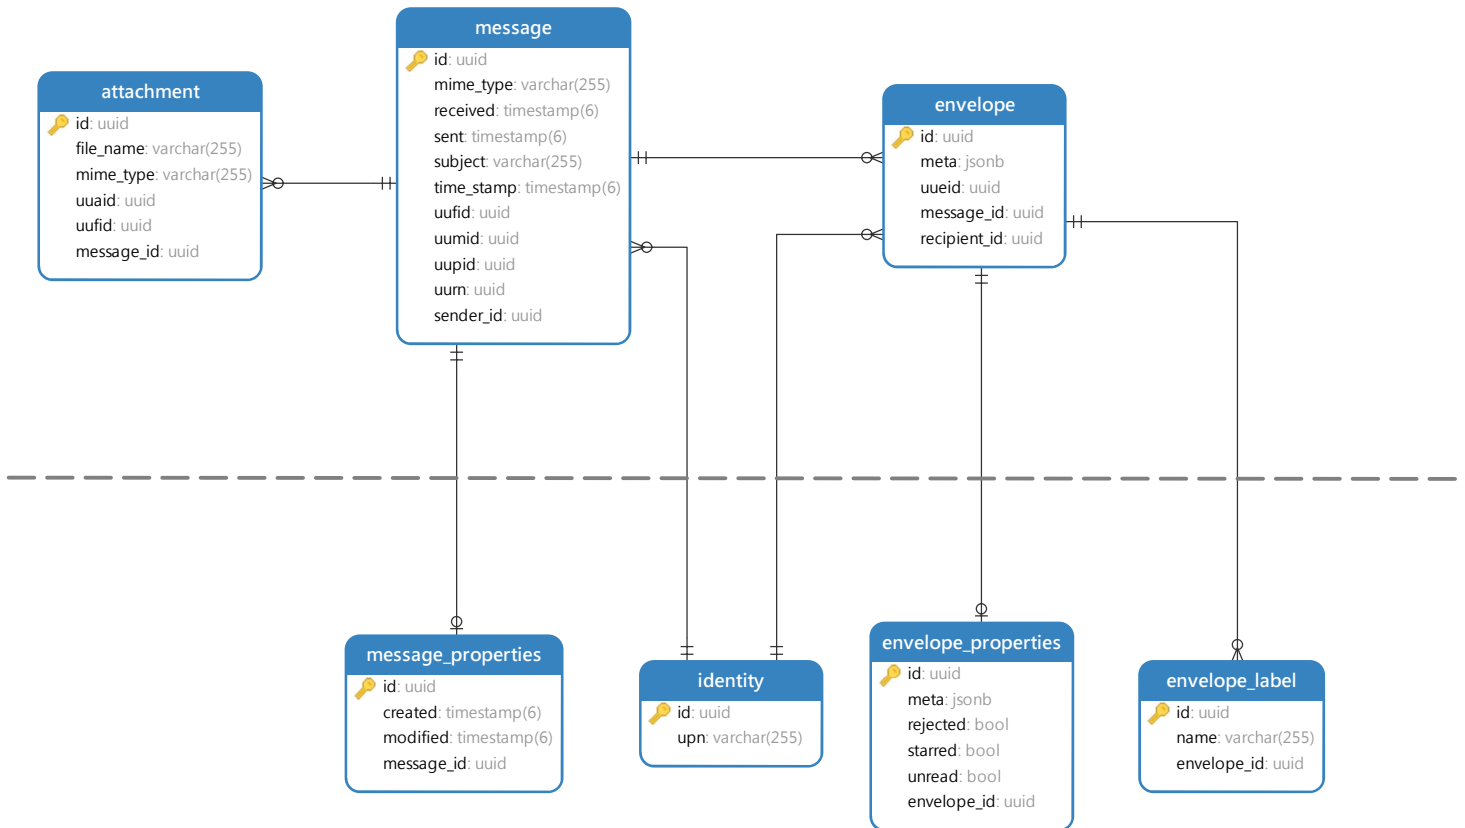 message
id: uuid
mime_type: varchar(255)
received: timestamp(6)
sent: timestamp(6)
subject: varchar(255)
time_stamp: timestamp(6)
uufid: uuid
uumid: uuid
uupid: uuid
uurn: uuid
sender_id: uuid
attachment
id: uuid
file_name: varchar(255)
mime_type: varchar(255)
uuaid: uuid
uufid: uuid
message_id: uuid
envelope
id: uuid
meta: jsonb
uueid: uuid
message_id: uuid
recipient_id: uuid
message_properties
id: uuid
created: timestamp(6)
modified: timestamp(6)
message_id: uuid
identity
id: uuid
upn: varchar(255)
envelope_properties
id: uuid
meta: jsonb
rejected: bool
starred: bool
unread: bool
envelope_id: uuid
envelope_label
id: uuid
name: varchar(255)
envelope_id: uuid